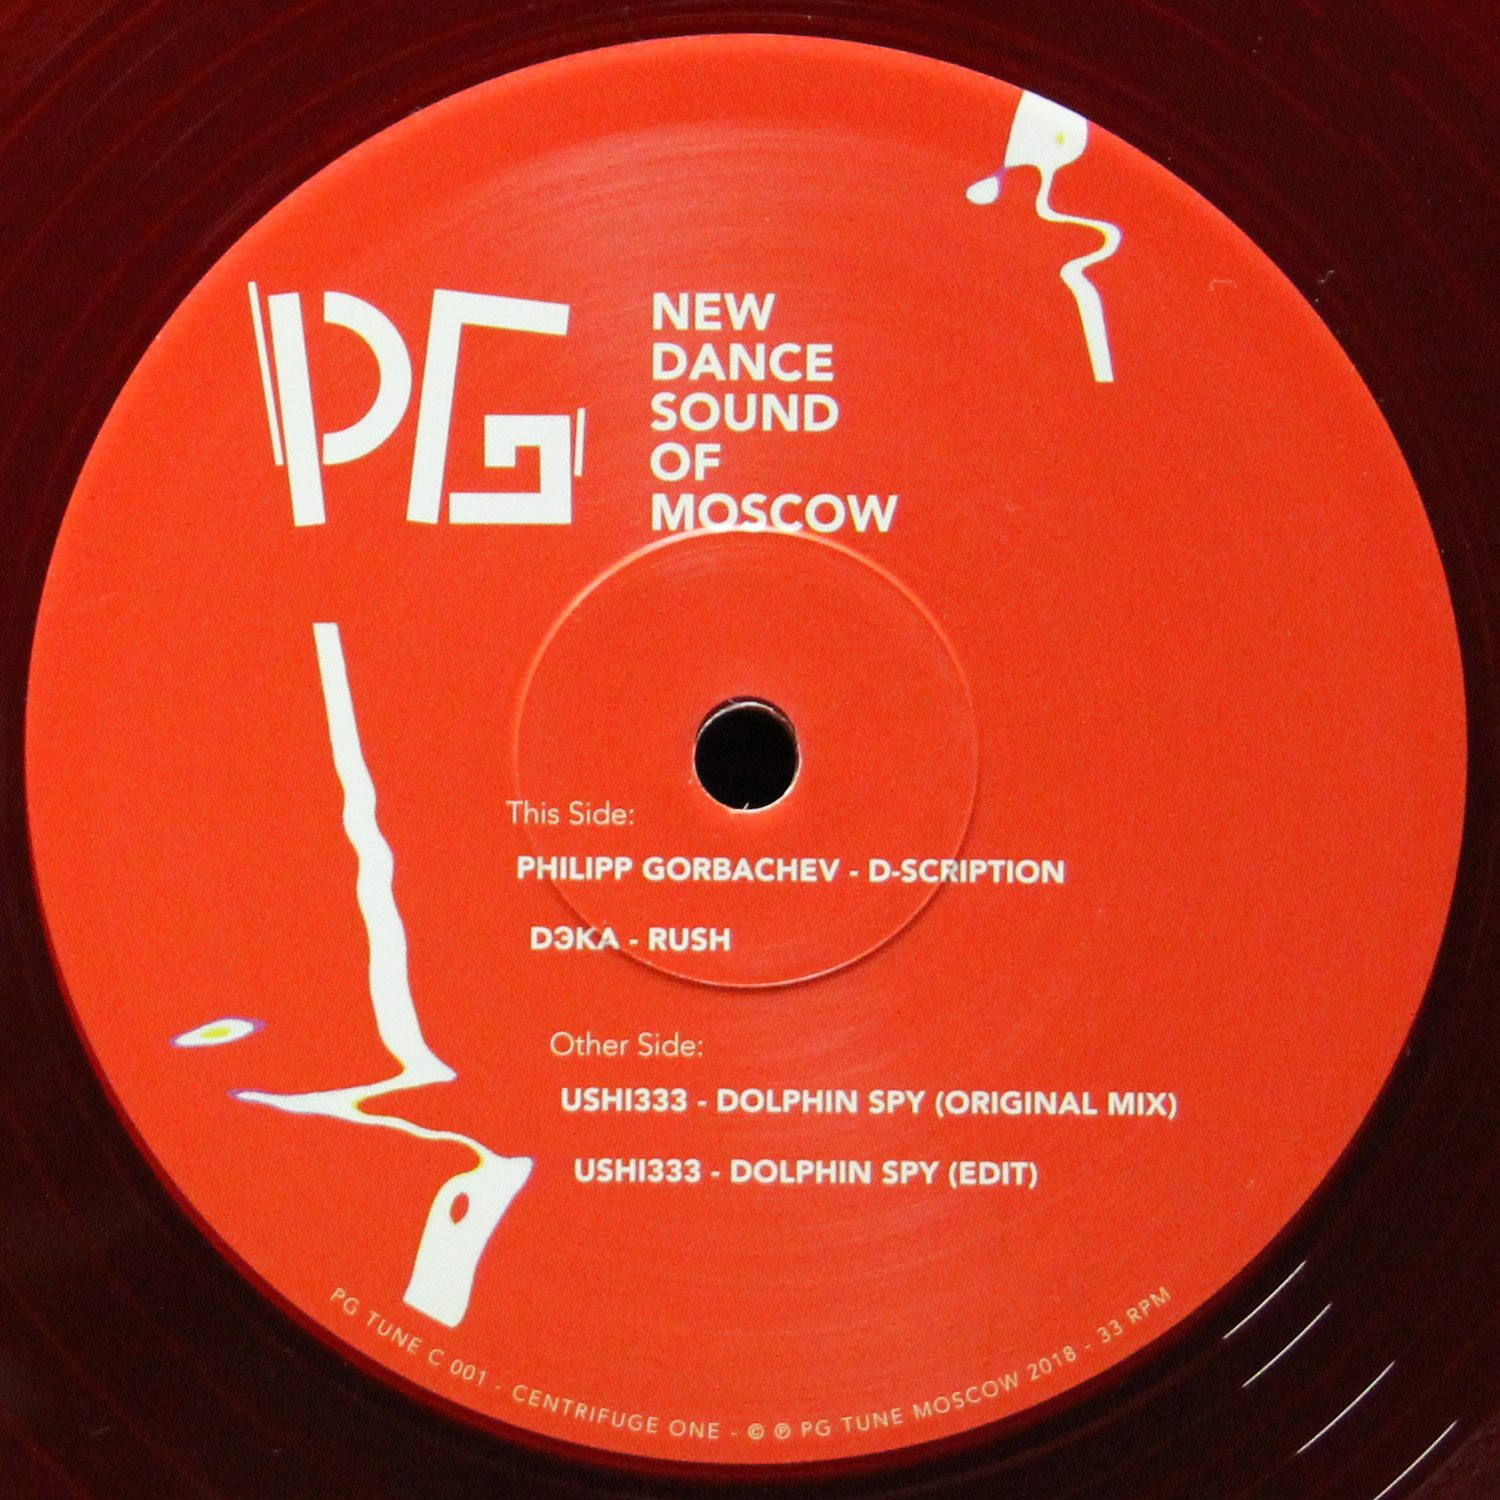 PG
NEW
DANCE
SOUND
OF
MOSCOW
This Side:
PHILIPP GORBACHEV - D-SCRIPTION
DЭKA - RUSH
Other Side:
USHI333 - DOLPHIN SPY (ORIGINAL MIX)
USHI333 - DOLPHIN SPY (EDIT)
PG TUNE C 001 - CENTRIFUGE ONE - © ℗ PG TUNE MOSCOW 2018 - 33 RPM